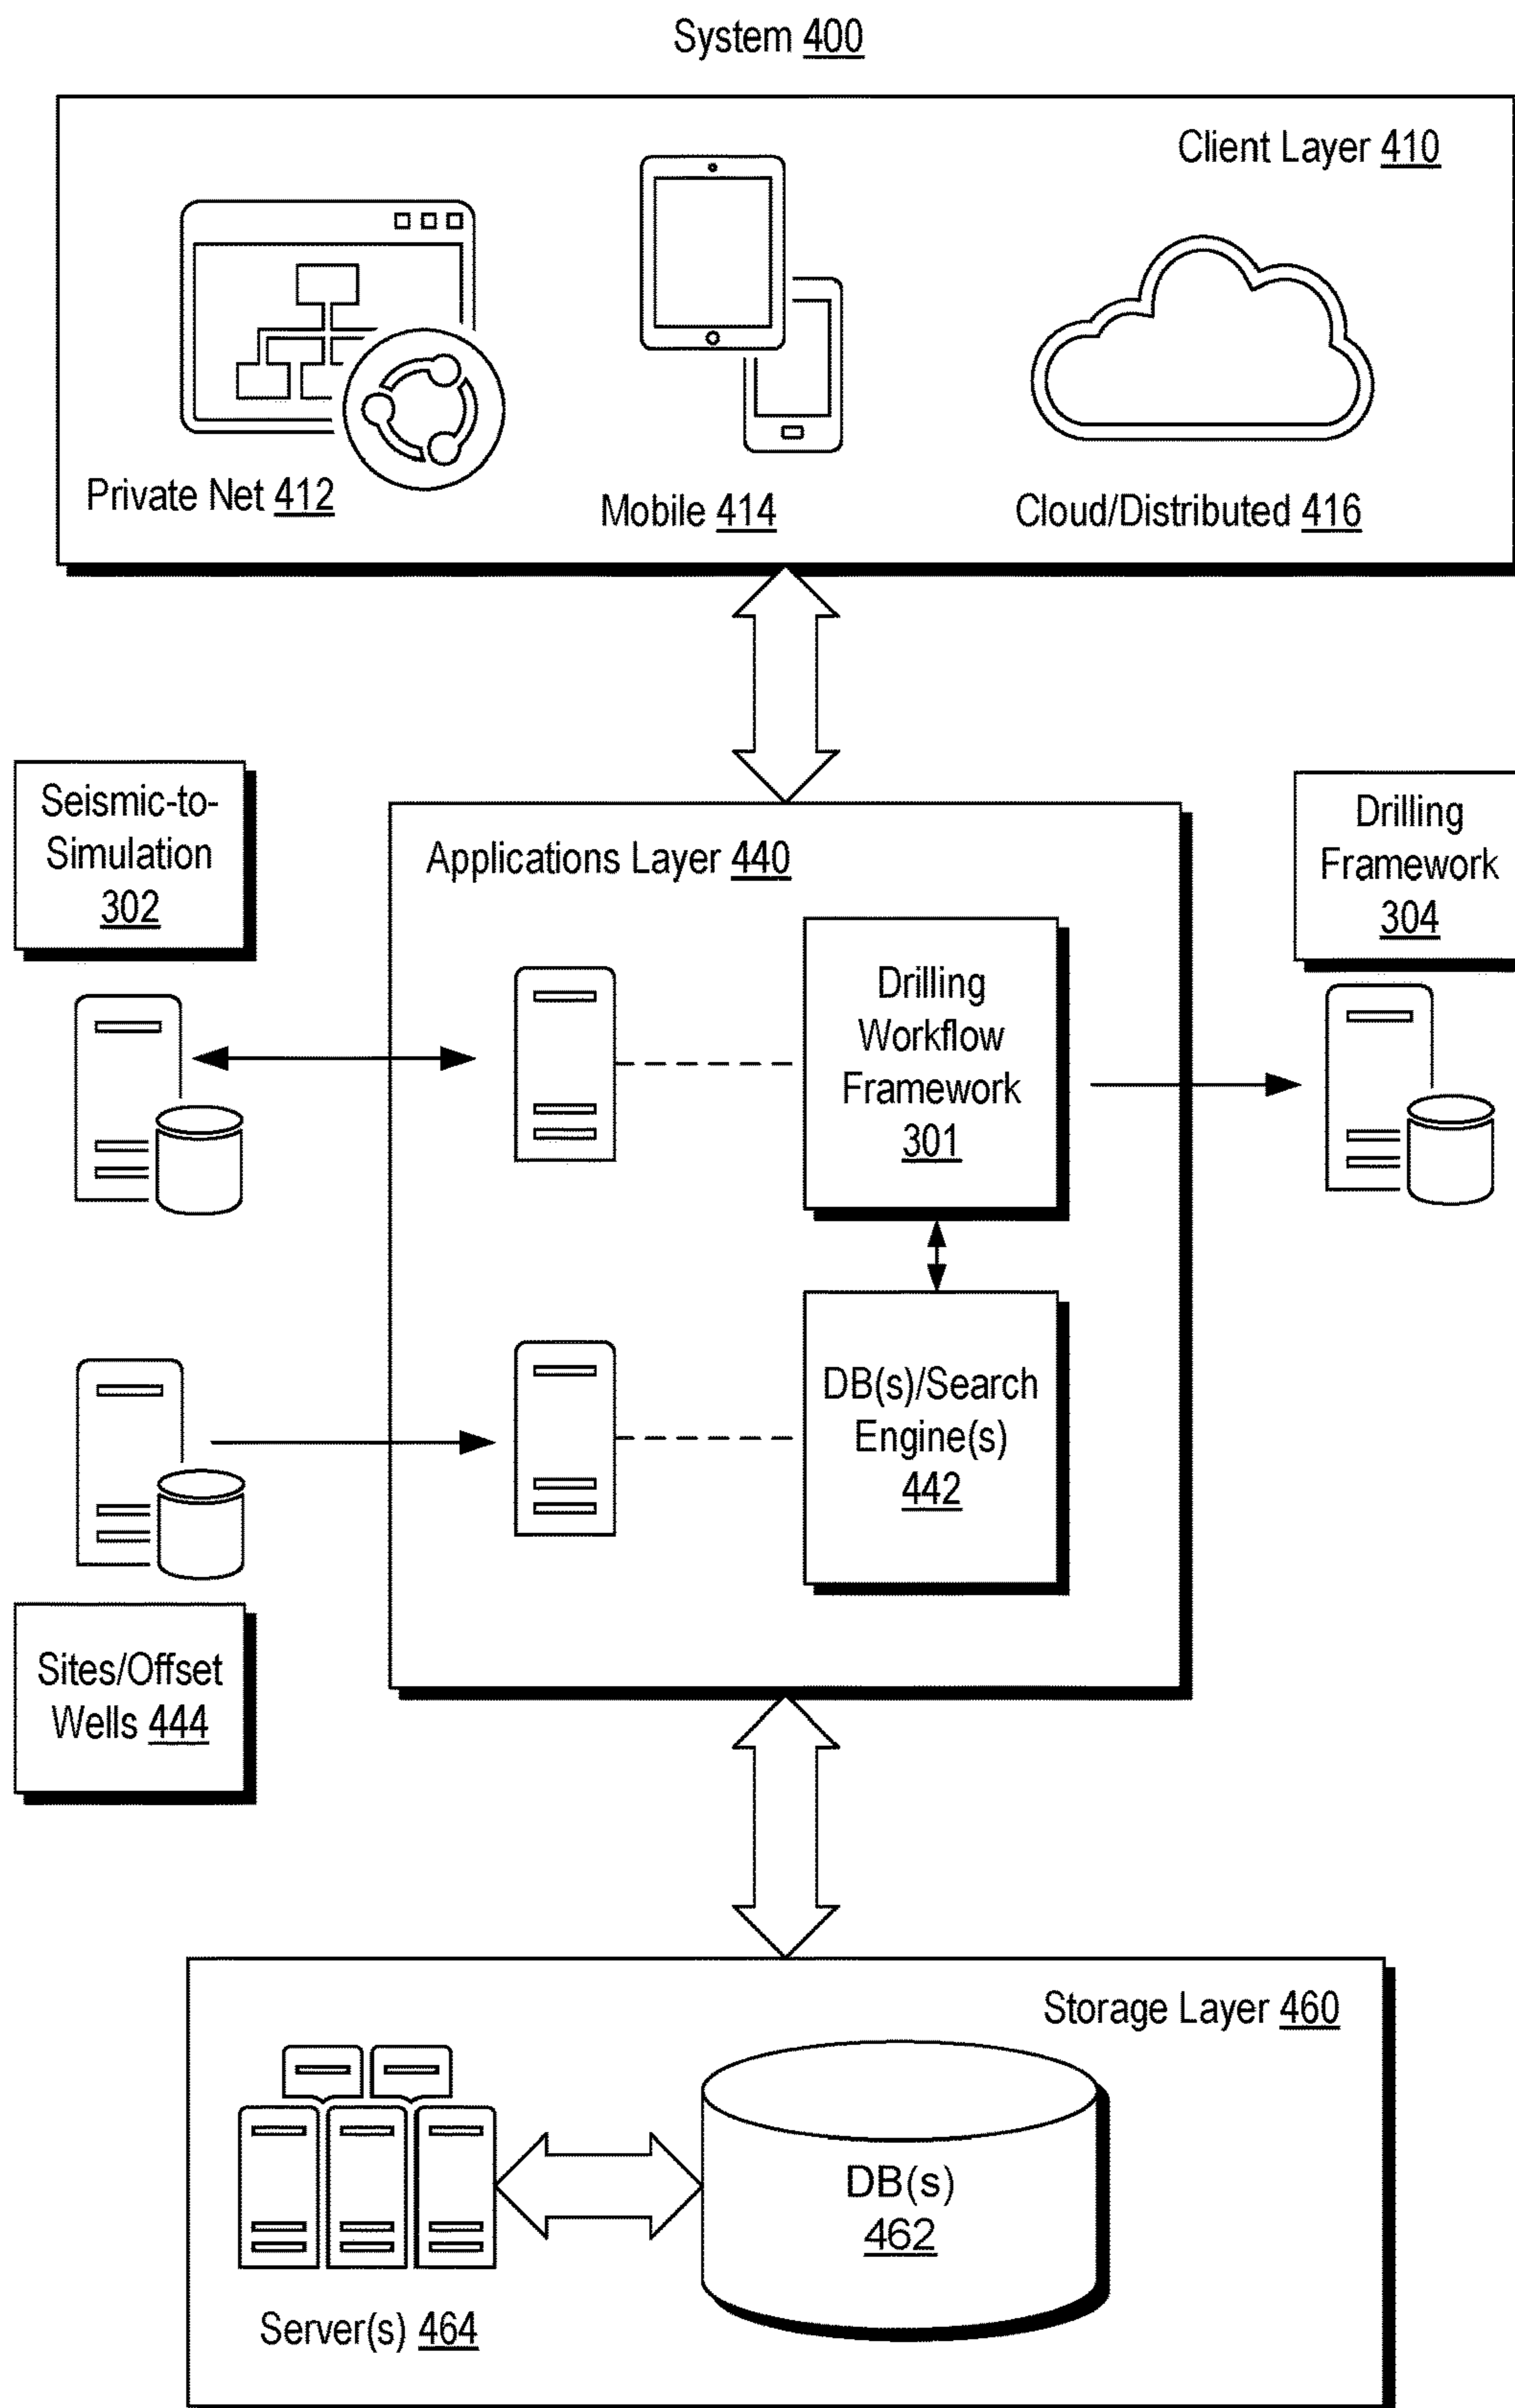 System 400
Client Layer 410
Private Net 412
Mobile 414
Cloud/Distributed 416
Seismic-to-
Simulation
302
Applications Layer 440
Drilling
Framework
304
Drilling
Workflow
Framework
301
DB(s)/Search
Engine(s)
442
Sites/Offset
Wells 444
Storage Layer 460
DB(s)
462
Server(s) 464